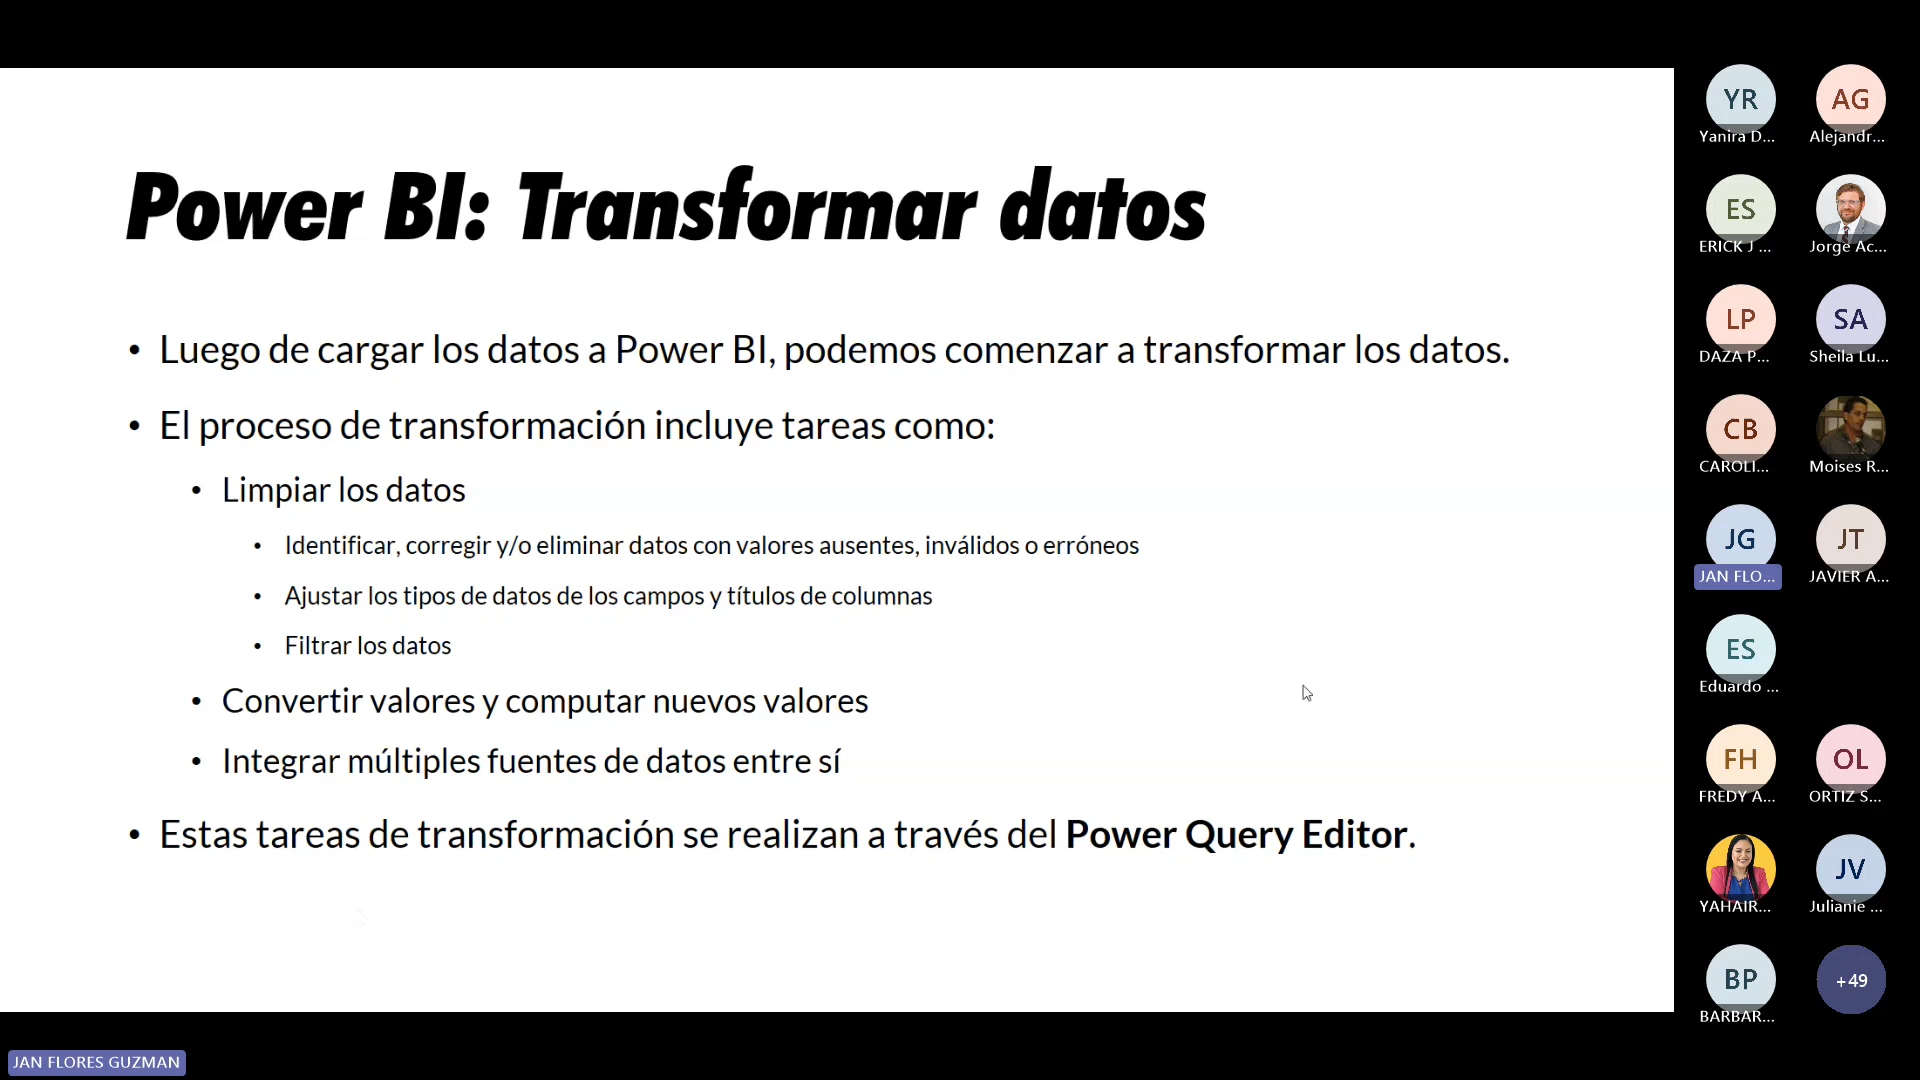 Power BI: Transformar datos
• Luego de cargar los datos a Power BI, podemos comenzar a transformar los datos.
• El proceso de transformación incluye tareas como:
• Limpiar los datos
• Identificar, corregir y/o eliminar datos con valores ausentes, inválidos o erróneos
• Ajustar los tipos de datos de los campos y títulos de columnas
• Filtrar los datos
• Convertir valores y computar nuevos valores
• Integrar múltiples fuentes de datos entre sí
• Estas tareas de transformación se realizan a través del Power Query Editor.
YR AG
Yanira D... Alejandr...
ES
ERICK J ... Jorge Ac...
LP SA
DAZA P... Sheila Lu...
CB
CAROLI... Moises R...
JG JT
JAN FLO... JAVIER A...
ES
Eduardo ...
FH OL
FREDY A... ORTIZ S...
JV
YAHAIR... Julianie ...
BP +49
BARBAR...
JAN FLORES GUZMAN